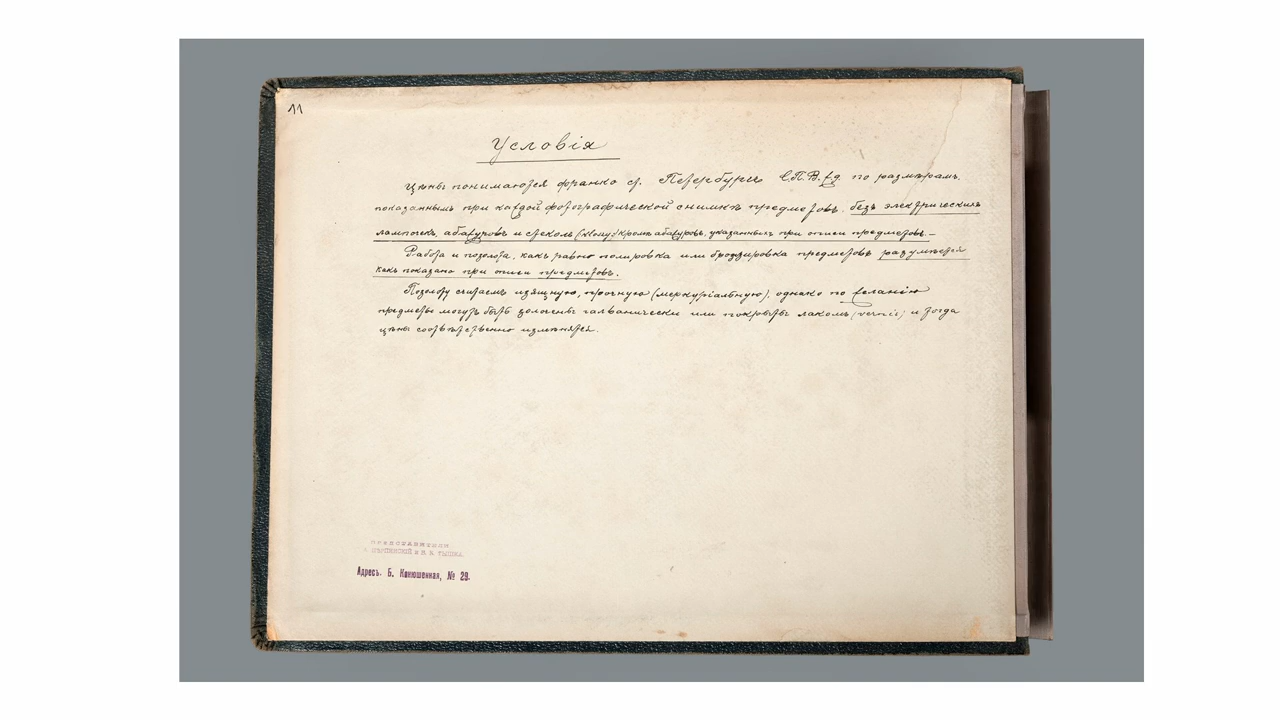 11
Условія
Цѣны понимаются франко ст. Петербургъ С.П.В. ж.д. по размѣрамъ,
показаннымъ при каждой фотографической снимкѣ предметовъ, безъ электрическихъ
лампочекъ, абажуровъ и стеколъ кромѣ абажуровъ, указанныхъ при описи предметовъ.–
Работа и позолота, какъ равно полировка или бронзировка предметовъ разумѣется
какъ показано при описи предметовъ.
Позолоту считаемъ изящную, прочную (меркуріальную), однако по желанію
предметы могутъ быть золочены гальванически или покрыты лакомъ (vernis) и тогда
цѣны соотвѣтственно измѣнятся.
ПРЕДСТАВИТЕЛИ
и В. К.
Адресъ. Б. Конюшенная, № 29.